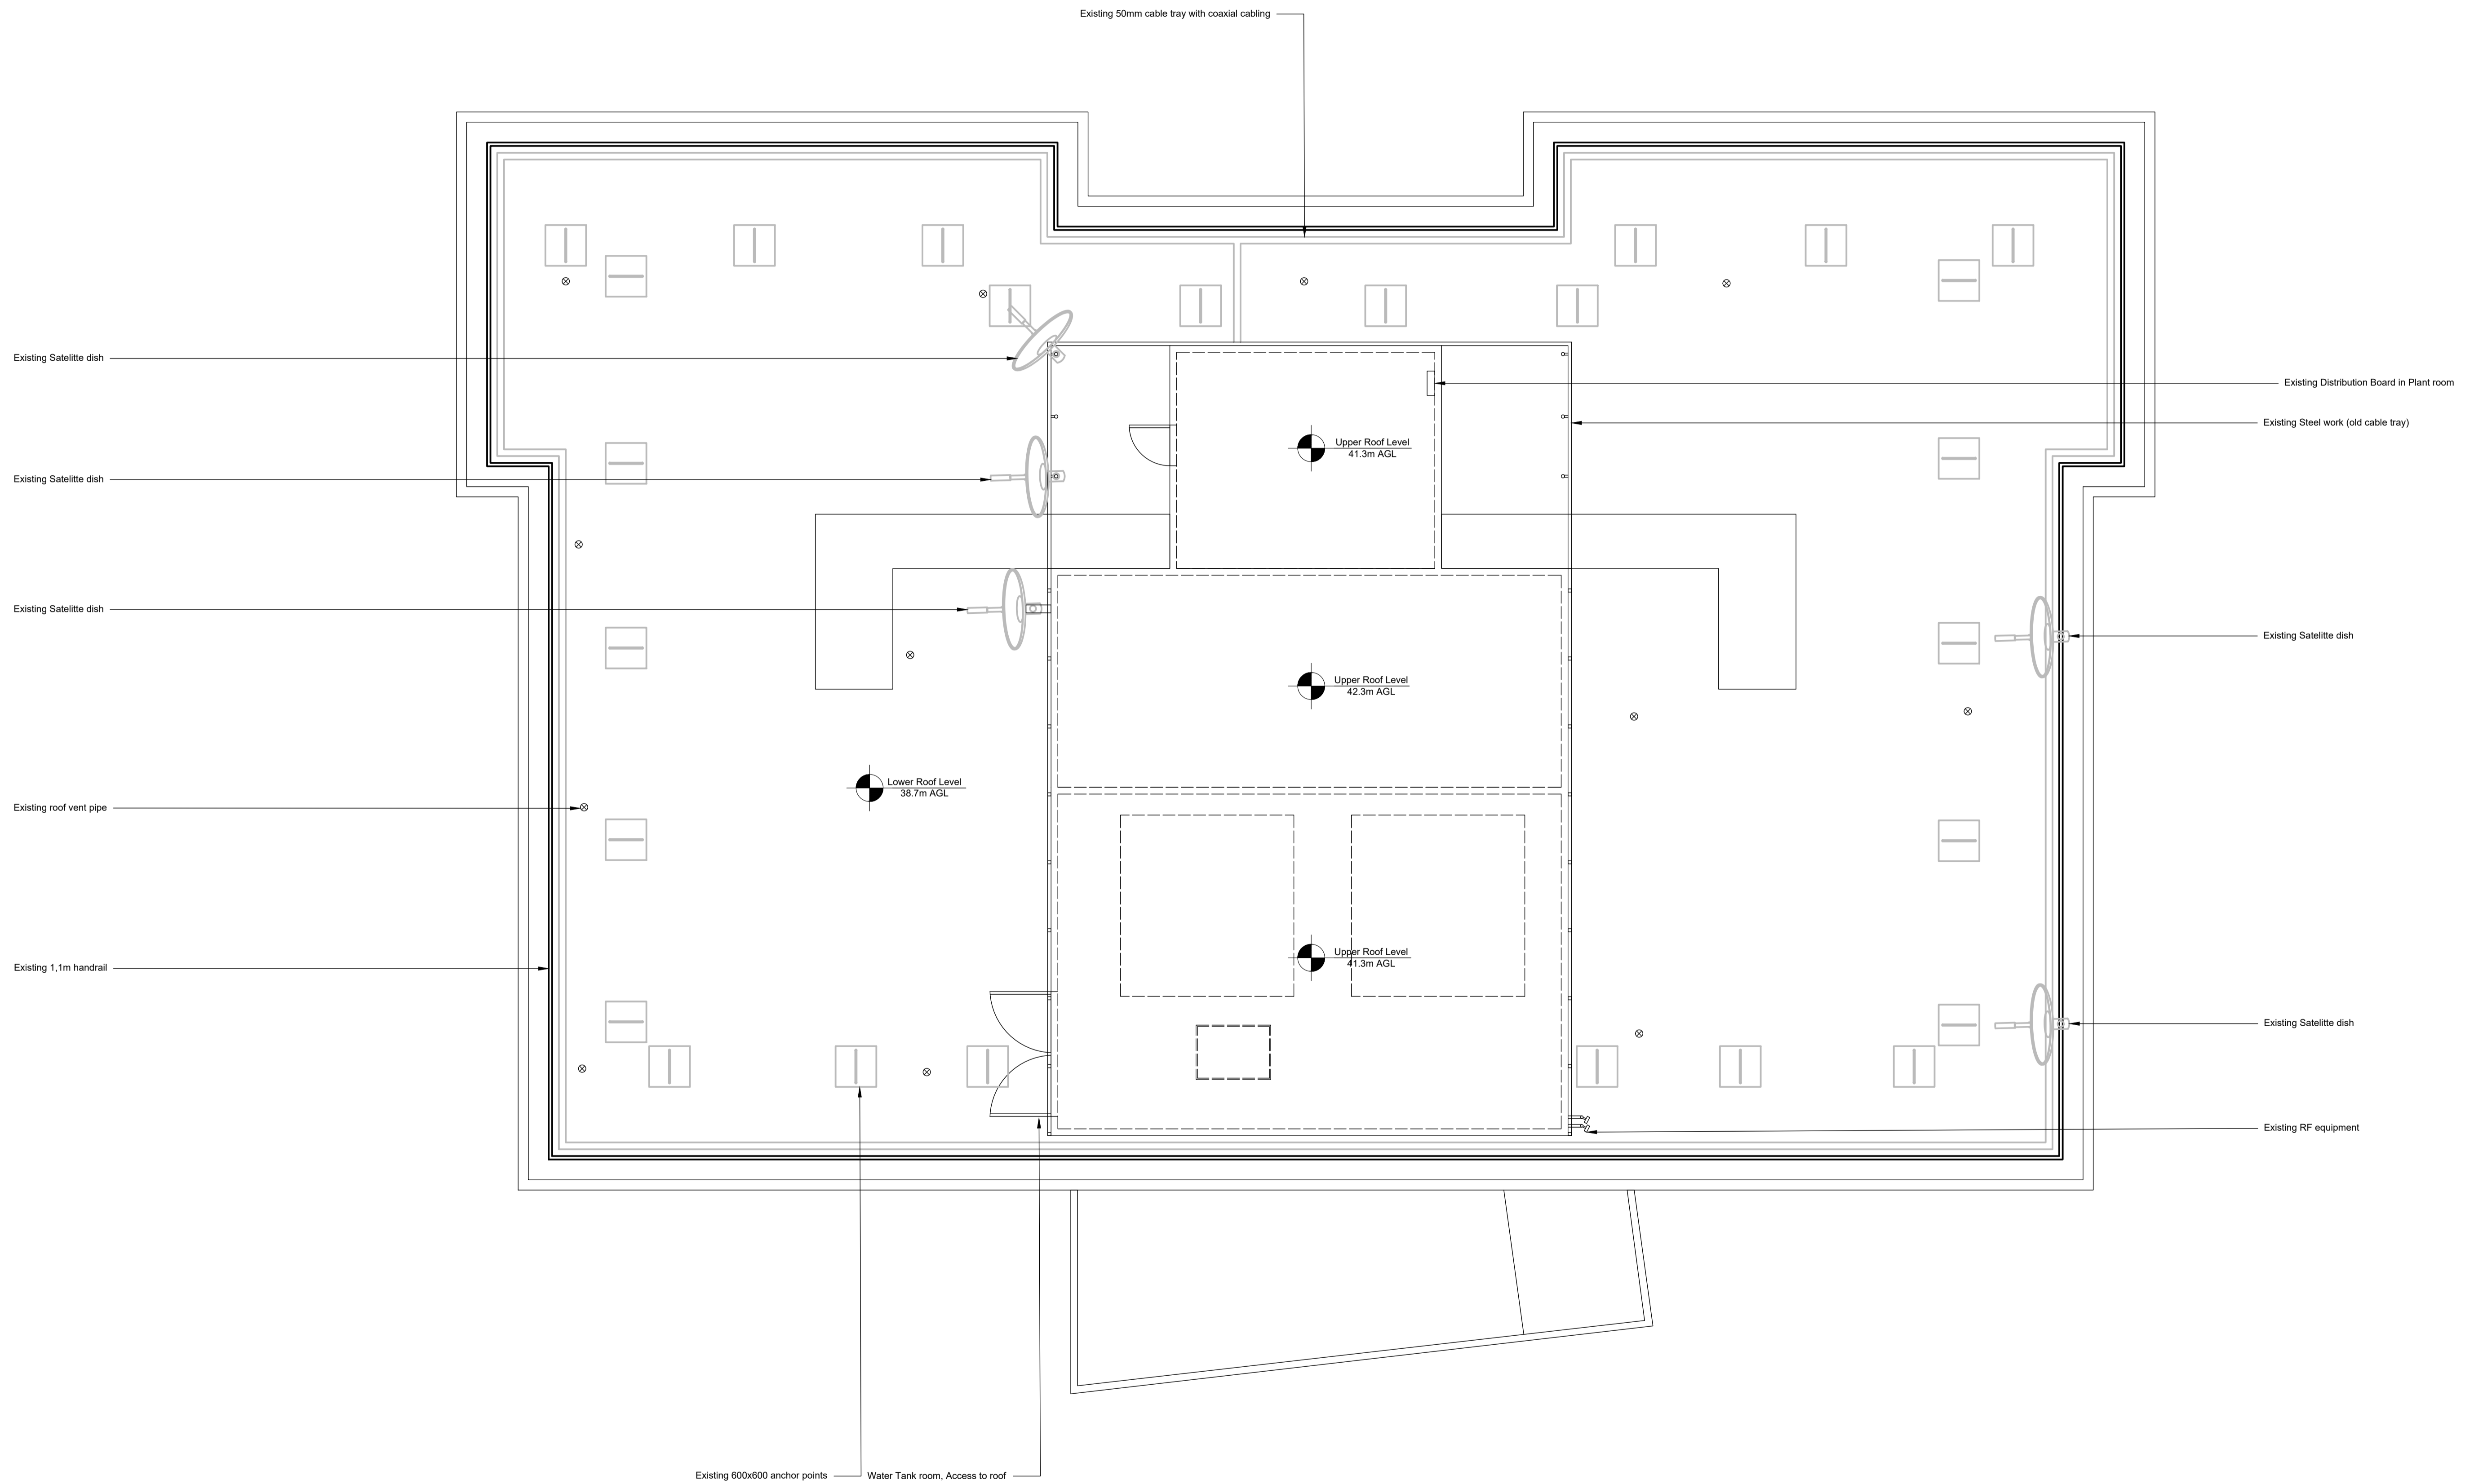 Existing 50mm cable tray with coaxial cabling
Existing Satelitte dish
Existing Distribution Board in Plant room
Existing Steel work (old cable tray)
Upper Roof Level
41.3m AGL
Existing Satelitte dish
Existing Satelitte dish
Existing Satelitte dish
Upper Roof Level
42.3m AGL
Lower Roof Level
38.7m AGL
Existing roof vent pipe
Upper Roof Level
41.3m AGL
Existing 1,1m handrail
Existing Satelitte dish
Existing RF equipment
Existing 600x600 anchor points
Water Tank room, Access to roof